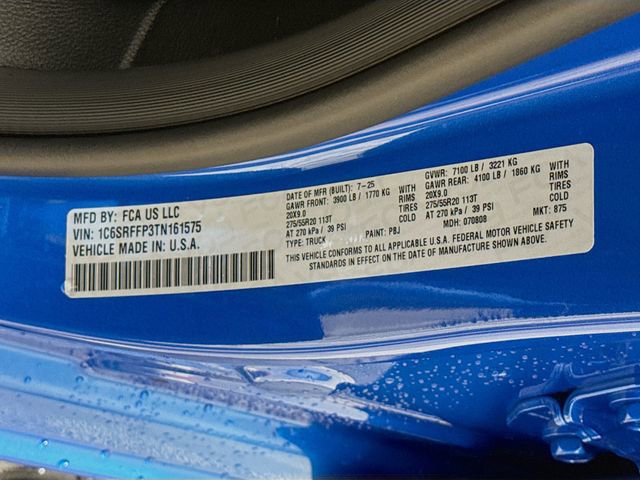 MFD BY: FCA US LLC
VIN: 1C6SRFFP3TN161575
VEHICLE MADE IN U.S.A.
DATE OF MFR (BUILT): 7-25
GAWR FRONT: 3900 LB / 1770 KG WITH
20X9.0 RIMS
275/55R20 113T TIRES
AT 270 kPa / 39 PSI COLD
TYPE: TRUCK PAINT: PBJ
GVWR: 7100 LB / 3221 KG
GAWR REAR: 4100 LB / 1860 KG WITH
20X9.0 RIMS
275/55R20 113T TIRES
AT 270 kPa / 39 PSI COLD
MDH: 070808 MKT: 875
THIS VEHICLE CONFORMS TO ALL APPLICABLE U.S.A. FEDERAL MOTOR VEHICLE SAFETY
STANDARDS IN EFFECT ON THE DATE OF MANUFACTURE SHOWN ABOVE.